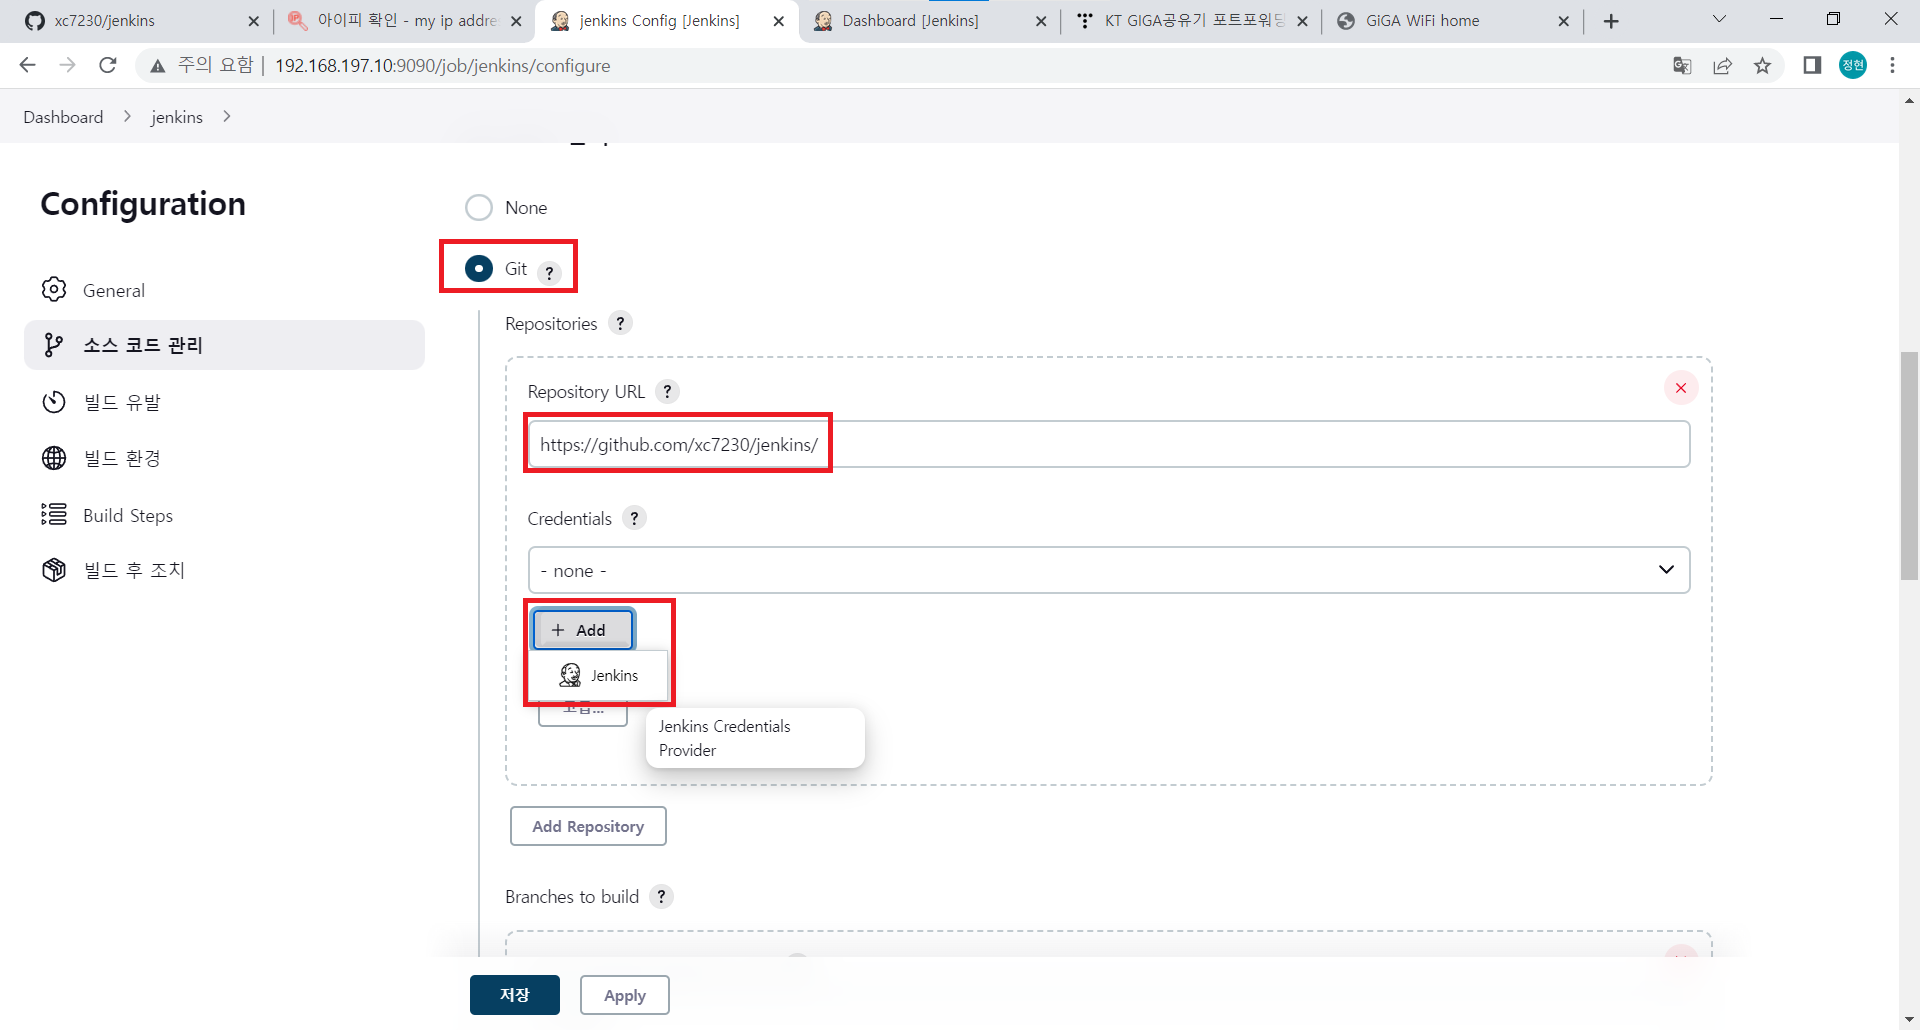 xc7230/jenkins
아이피 확인 - my ip addre
jenkins Config [Jenkins]
Dashboard [Jenkins]
KT GIGA공유기 포트포워딩
GiGA WiFi home
주의 요함
192.168.197.10:9090/job/jenkins/configure
정현
Dashboard
jenkins
Configuration
General
소스 코드 관리
빌드 유발
빌드 환경
Build Steps
빌드 후 조치
None
Git ?
Repositories ?
Repository URL ?
https://github.com/xc7230/jenkins/
Credentials ?
- none -
+ Add
Jenkins
고급...
Jenkins Credentials
Provider
Add Repository
Branches to build ?
저장
Apply